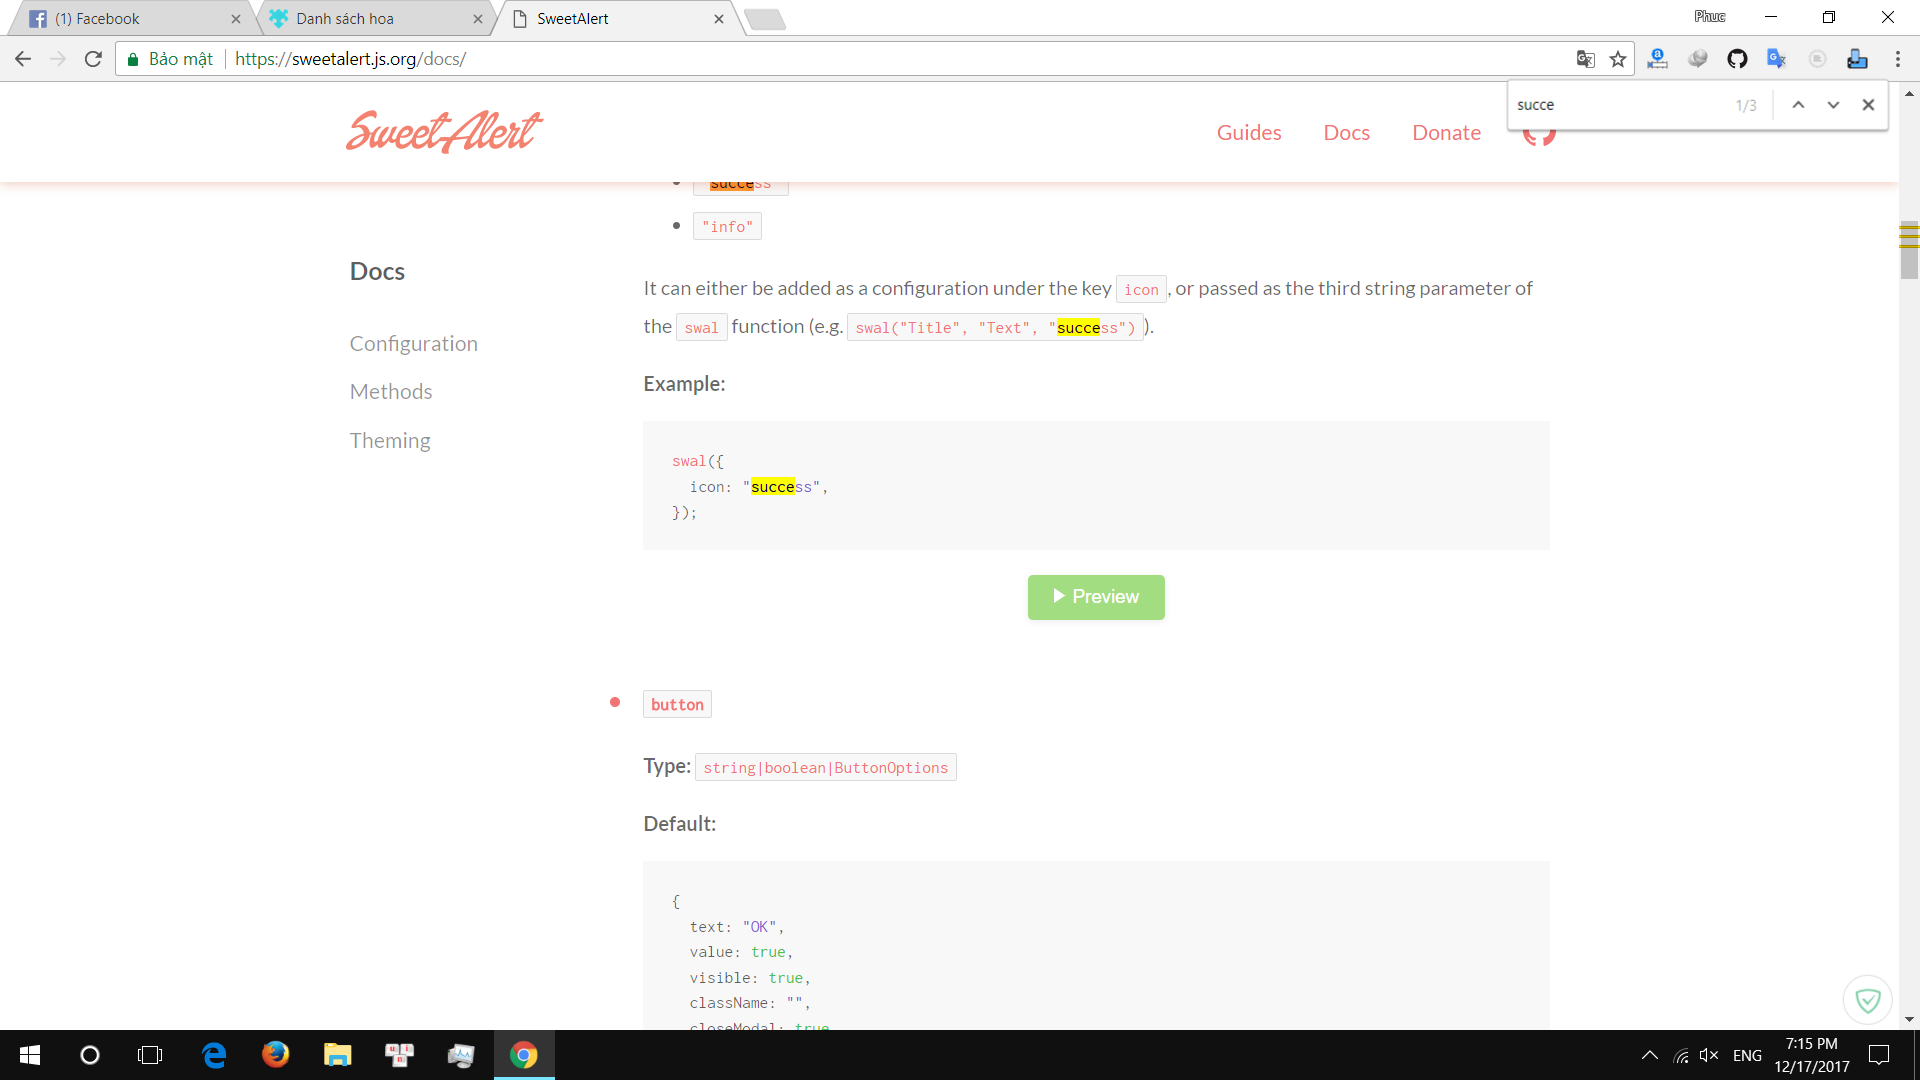 (1) Facebook
Danh sách hoa
SweetAlert
Phuc
Bảo mật
https://sweetalert.js.org/docs/
succe
1/3
SweetAlert
Guides
Docs
Donate
"success"
"info"
Docs
Configuration
Methods
Theming
It can either be added as a configuration under the key icon, or passed as the third string parameter of
the swal function (e.g. swal("Title", "Text", "success")).
Example:
swal({
icon: "success",
});
Preview
button
Type: string|boolean|ButtonOptions
Default:
{
text: "OK",
value: true,
visible: true,
className: "",
closeModal: true
ENG
7:15 PM
12/17/2017